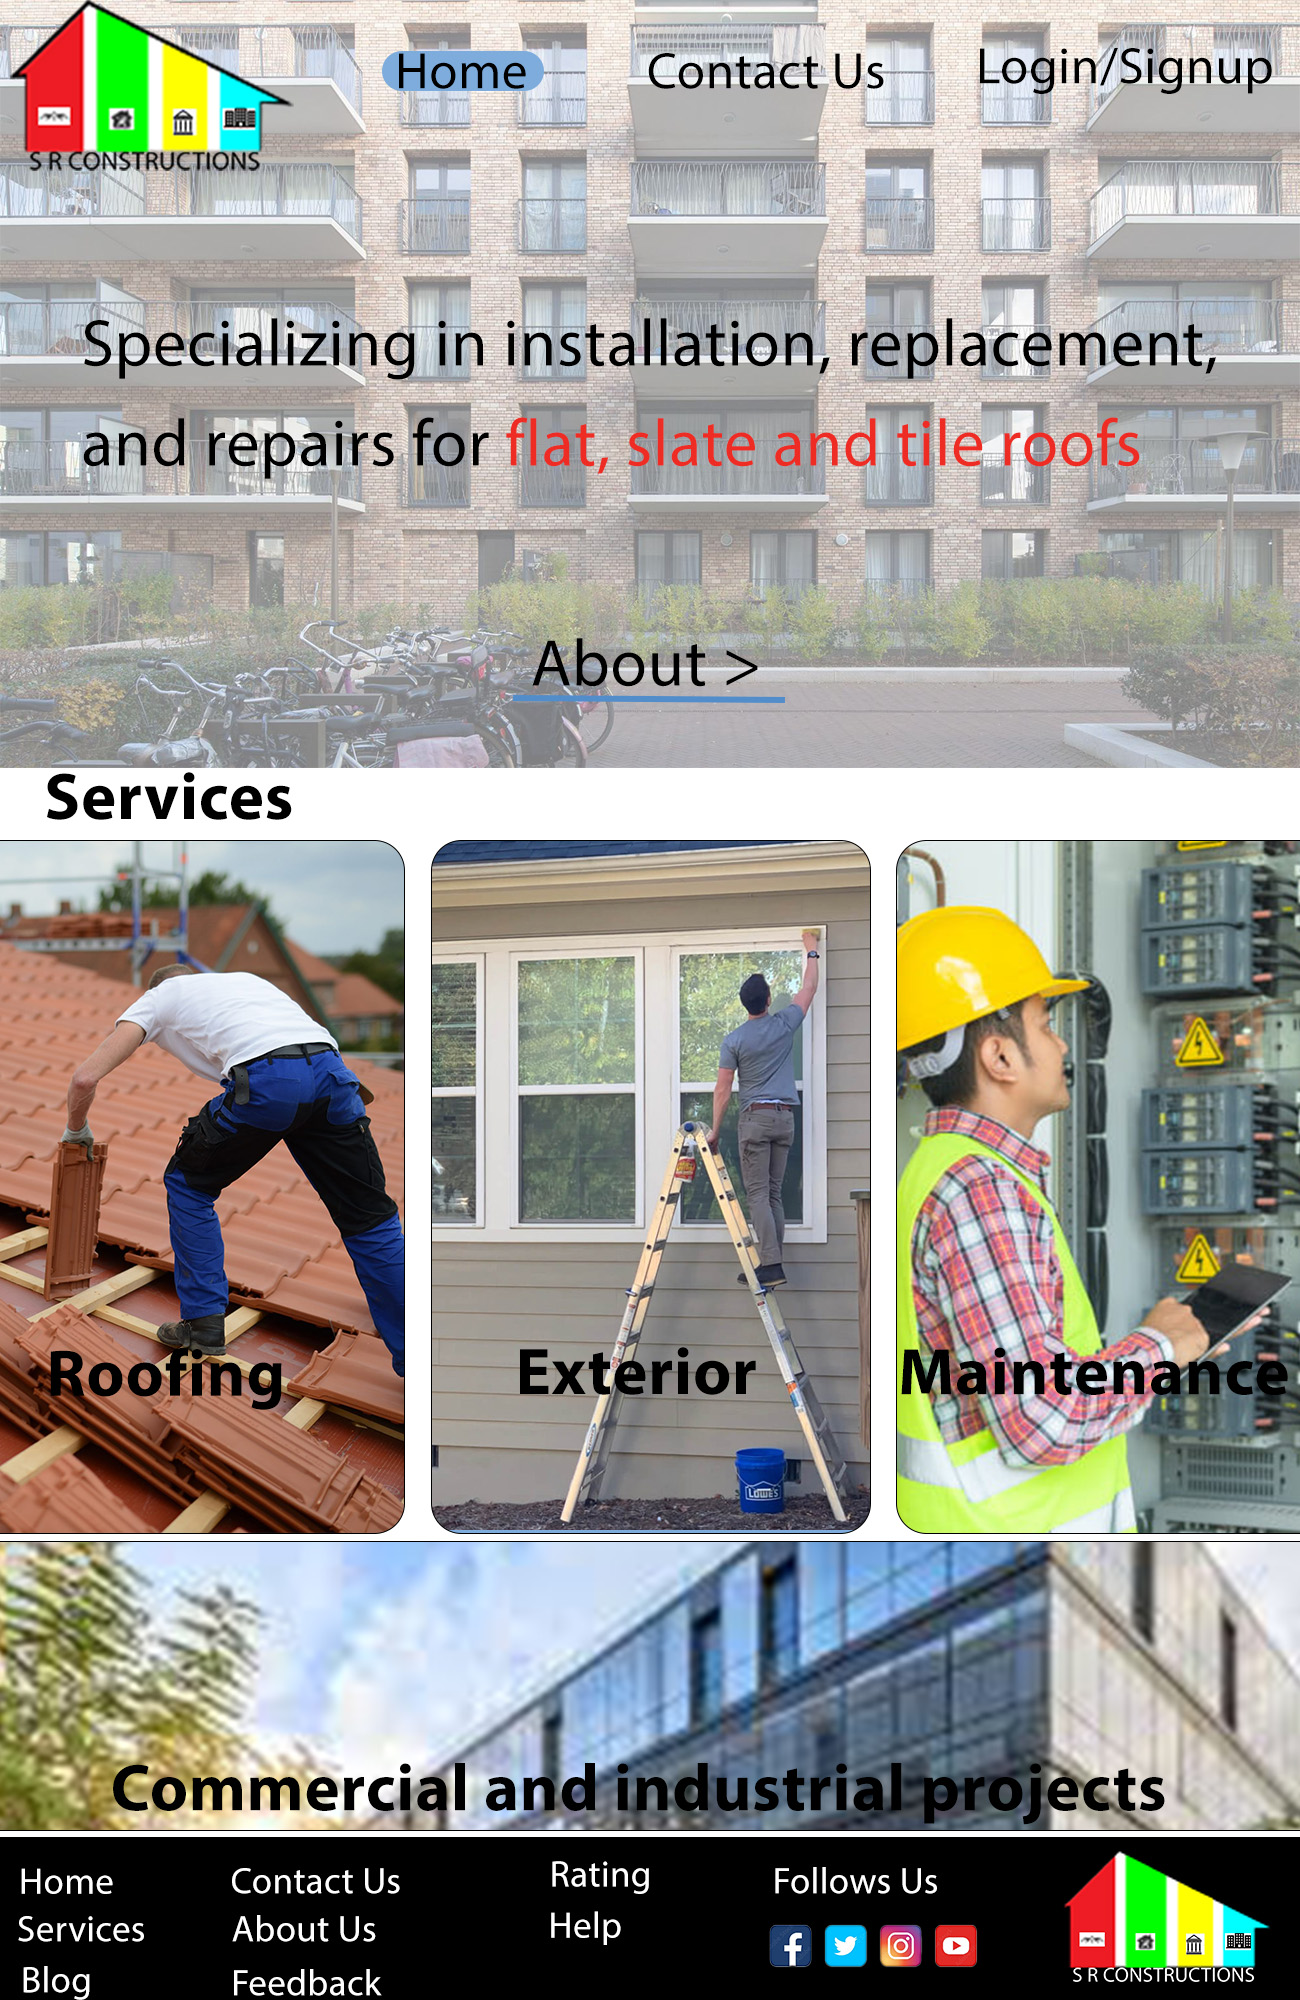 S R CONSTRUCTIONS
Home
Contact Us
Login/Signup
Specializing in installation, replacement,
and repairs for flat, slate and tile roofs
About >
Services
Roofing
Exterior
Maintenance
LOWE'S
Commercial and industrial projects
Home
Services
Blog
Contact Us
About Us
Feedback
Rating
Help
Follows Us
S R CONSTRUCTIONS